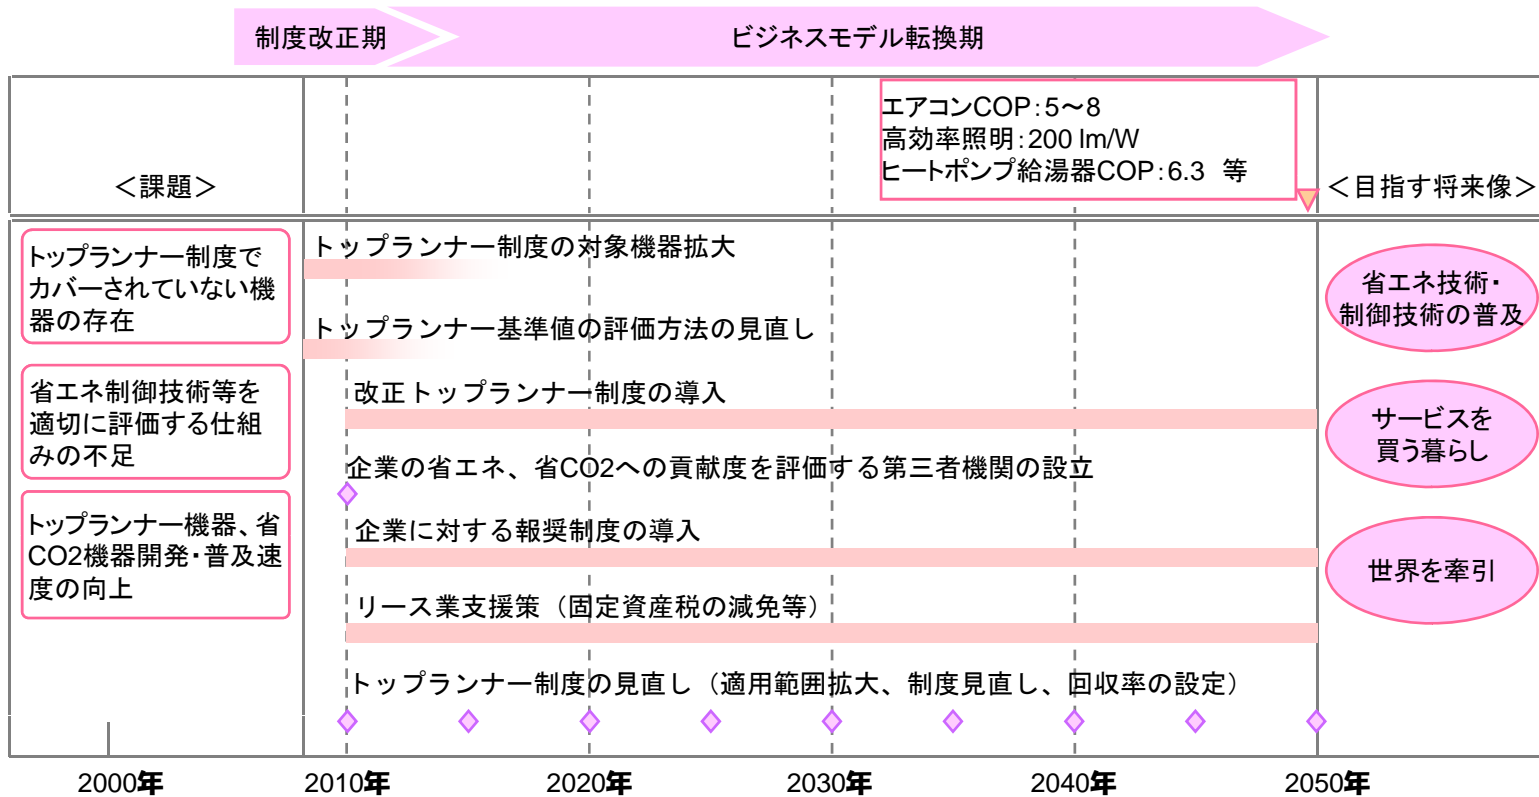 制度改正期
ビジネスモデル転換期
エアコンCOP:5～8
高効率照明:200 lm/W
ヒートポンプ給湯器COP:6.3 等
＜課題＞
＜目指す将来像＞
トップランナー制度で
カバーされていない機
器の存在
省エネ制御技術等を
適切に評価する仕組
みの不足
トップランナー機器、省
CO2機器開発・普及速
度の向上
トップランナー制度の対象機器拡大
トップランナー基準値の評価方法の見直し
改正トップランナー制度の導入
企業の省エネ、省CO2への貢献度を評価する第三者機関の設立
企業に対する報奨制度の導入
リース業支援策（固定資産税の減免等）
トップランナー制度の見直し（適用範囲拡大、制度見直し、回収率の設定）
省エネ技術・
制御技術の普及
サービスを
買う暮らし
世界を牽引
2000年
2010年
2020年
2030年
2040年
2050年